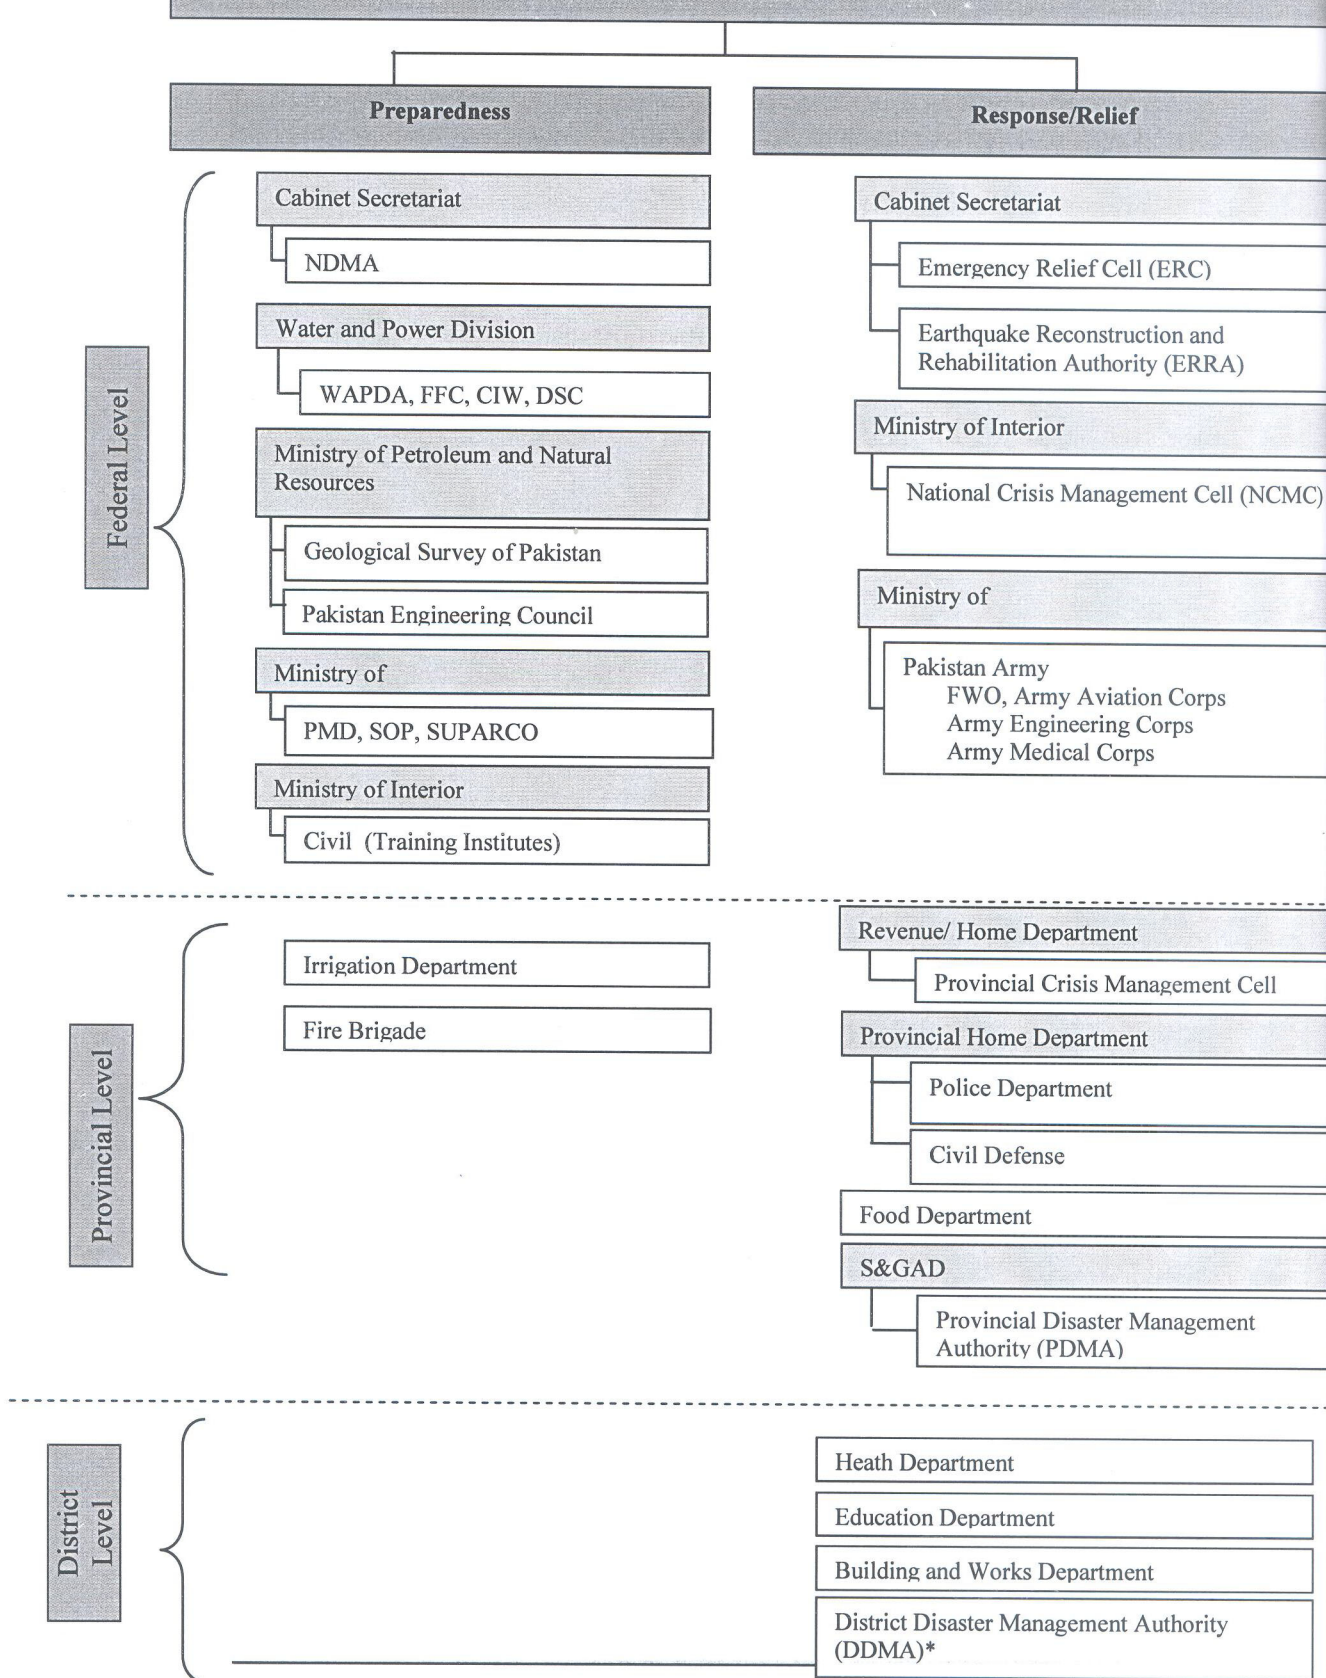 Preparedness
Response/Relief
Federal Level
Cabinet Secretariat
NDMA
Water and Power Division
WAPDA, FFC, CIW, DSC
Ministry of Petroleum and Natural
Resources
Geological Survey of Pakistan
Pakistan Engineering Council
Ministry of
PMD, SOP, SUPARCO
Ministry of Interior
Civil (Training Institutes)
Cabinet Secretariat
Emergency Relief Cell (ERC)
Earthquake Reconstruction and
Rehabilitation Authority (ERRA)
Ministry of Interior
National Crisis Management Cell (NCMC)
Ministry of
Pakistan Army
FWO, Army Aviation Corps
Army Engineering Corps
Army Medical Corps
Provincial Level
Irrigation Department
Fire Brigade
Revenue/ Home Department
Provincial Crisis Management Cell
Provincial Home Department
Police Department
Civil Defense
Food Department
S&GAD
Provincial Disaster Management
Authority (PDMA)
District
Level
Heath Department
Education Department
Building and Works Department
District Disaster Management Authority
(DDMA)*